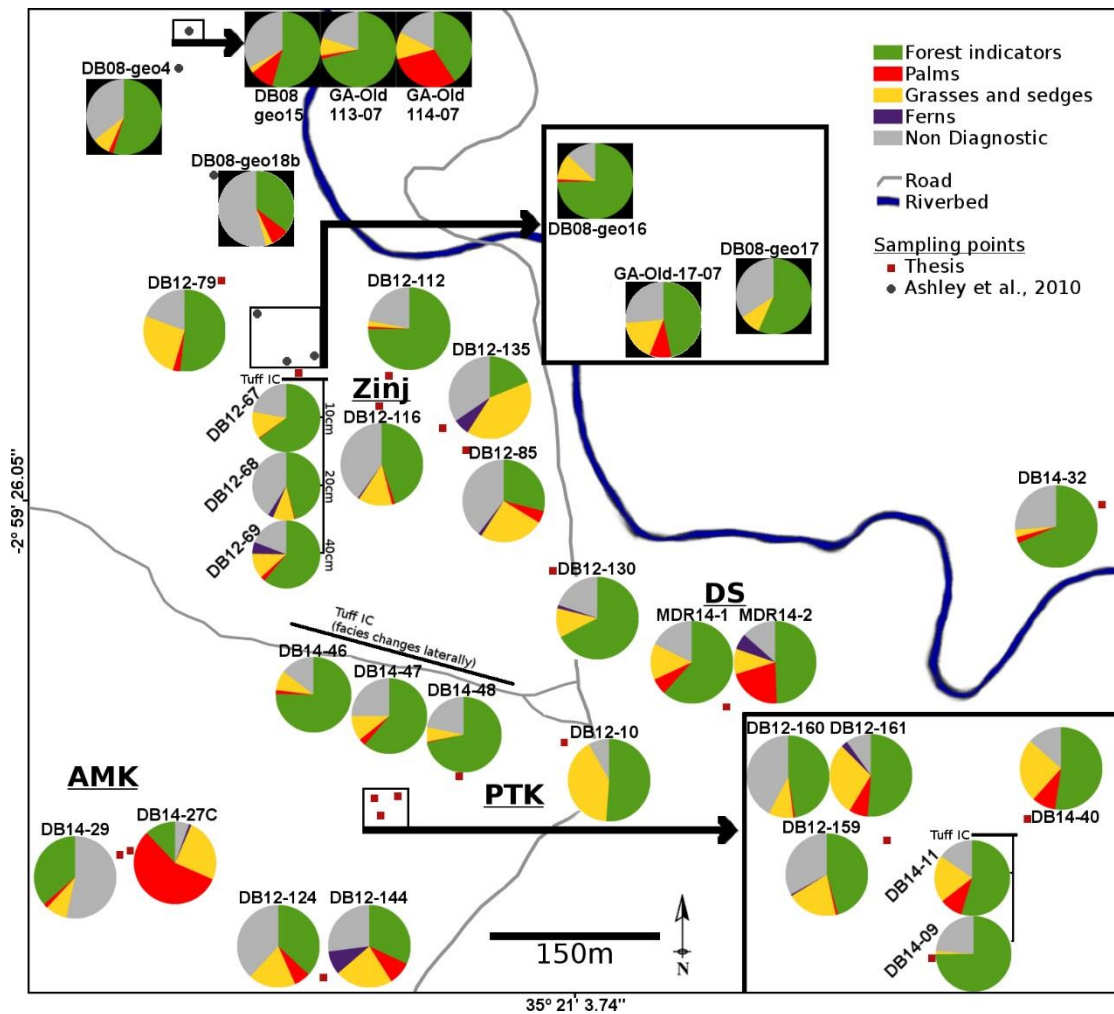 DB08-geo4
DB08
geo15
GA-Old
113-07
GA-Old
114-07
Forest indicators
Palms
Grasses and sedges
Ferns
Non Diagnostic
Road
Riverbed
Sampling points
Thesis
Ashley et al., 2010
DB08-geo18b
DB08-geo16
DB08-geo17
GA-Old-17-07
DB12-79
DB12-112
DB12-135
Tuff IC
Zinj
DB12-67
10cm
DB12-116
DB12-68
20cm
DB12-85
DB12-69
40cm
DB14-32
-2° 59' 26.05''
DB12-130
DS
MDR14-1
MDR14-2
Tuff IC
(facies changes laterally)
DB14-46
DB14-47
DB14-48
DB12-10
AMK
PTK
DB12-160
DB12-161
DB14-40
DB14-29
DB14-27C
DB12-159
Tuff IC
DB14-11
DB14-09
DB12-124
DB12-144
150m
N
35° 21' 3.74''